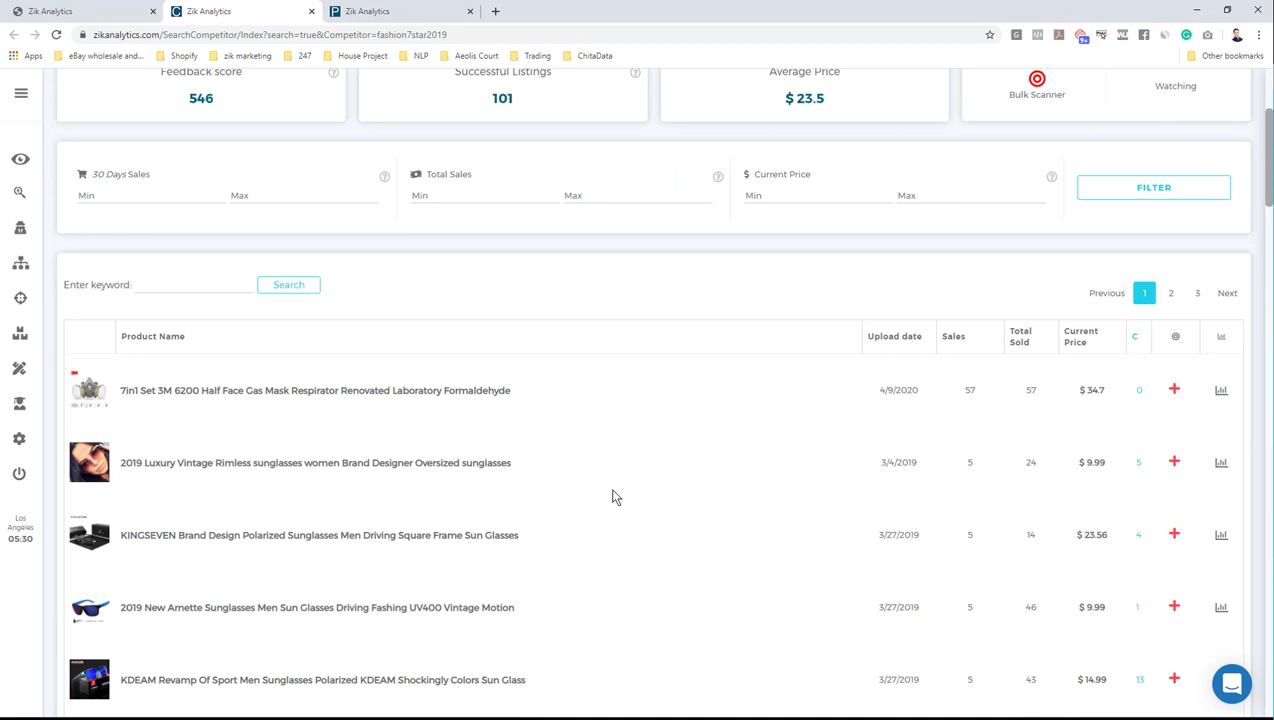 Zik Analytics
Zik Analytics
Zik Analytics
zikanalytics.com/SearchCompetitor/Index?search=true&Competitor=fashion7star2019
Apps
eBay wholesale and...
Shopify
zik marketing
247
House Project
NLP
Aeolis Court
Trading
ChitaData
Other bookmarks
Feedback score
546
Successful Listings
101
Average Price
$ 23.5
Bulk Scanner
Watching
30 Days Sales
Min Max
Total Sales
Min Max
$ Current Price
Min Max
FILTER
Enter keyword:
Search
Previous 1 2 3 Next
Product Name Upload date Sales Total Sold Current Price C
7in1 Set 3M 6200 Half Face Gas Mask Respirator Renovated Laboratory Formaldehyde 4/9/2020 57 57 $ 34.7 0
2019 Luxury Vintage Rimless sunglasses women Brand Designer Oversized sunglasses 3/4/2019 5 24 $ 9.99 5
KINGSEVEN Brand Design Polarized Sunglasses Men Driving Square Frame Sun Glasses 3/27/2019 5 14 $ 23.56 4
2019 New Arnette Sunglasses Men Sun Glasses Driving Fashing UV400 Vintage Motion 3/27/2019 5 46 $ 9.99 1
KDEAM Revamp Of Sport Men Sunglasses Polarized KDEAM Shockingly Colors Sun Glass 3/27/2019 5 43 $ 14.99 13
Los
Angeles
05:30